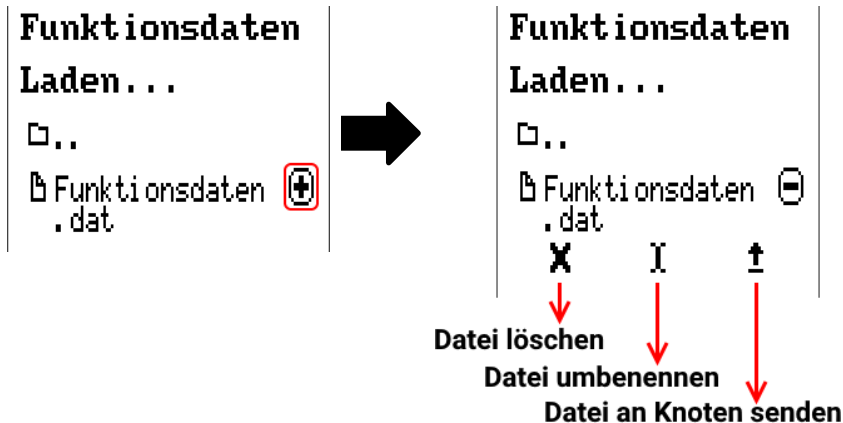 Funktionsdaten
Laden...
..
Funktionsdaten
.dat
Funktionsdaten
Laden...
..
Funktionsdaten
.dat
Datei löschen
Datei umbenennen
Datei an Knoten senden